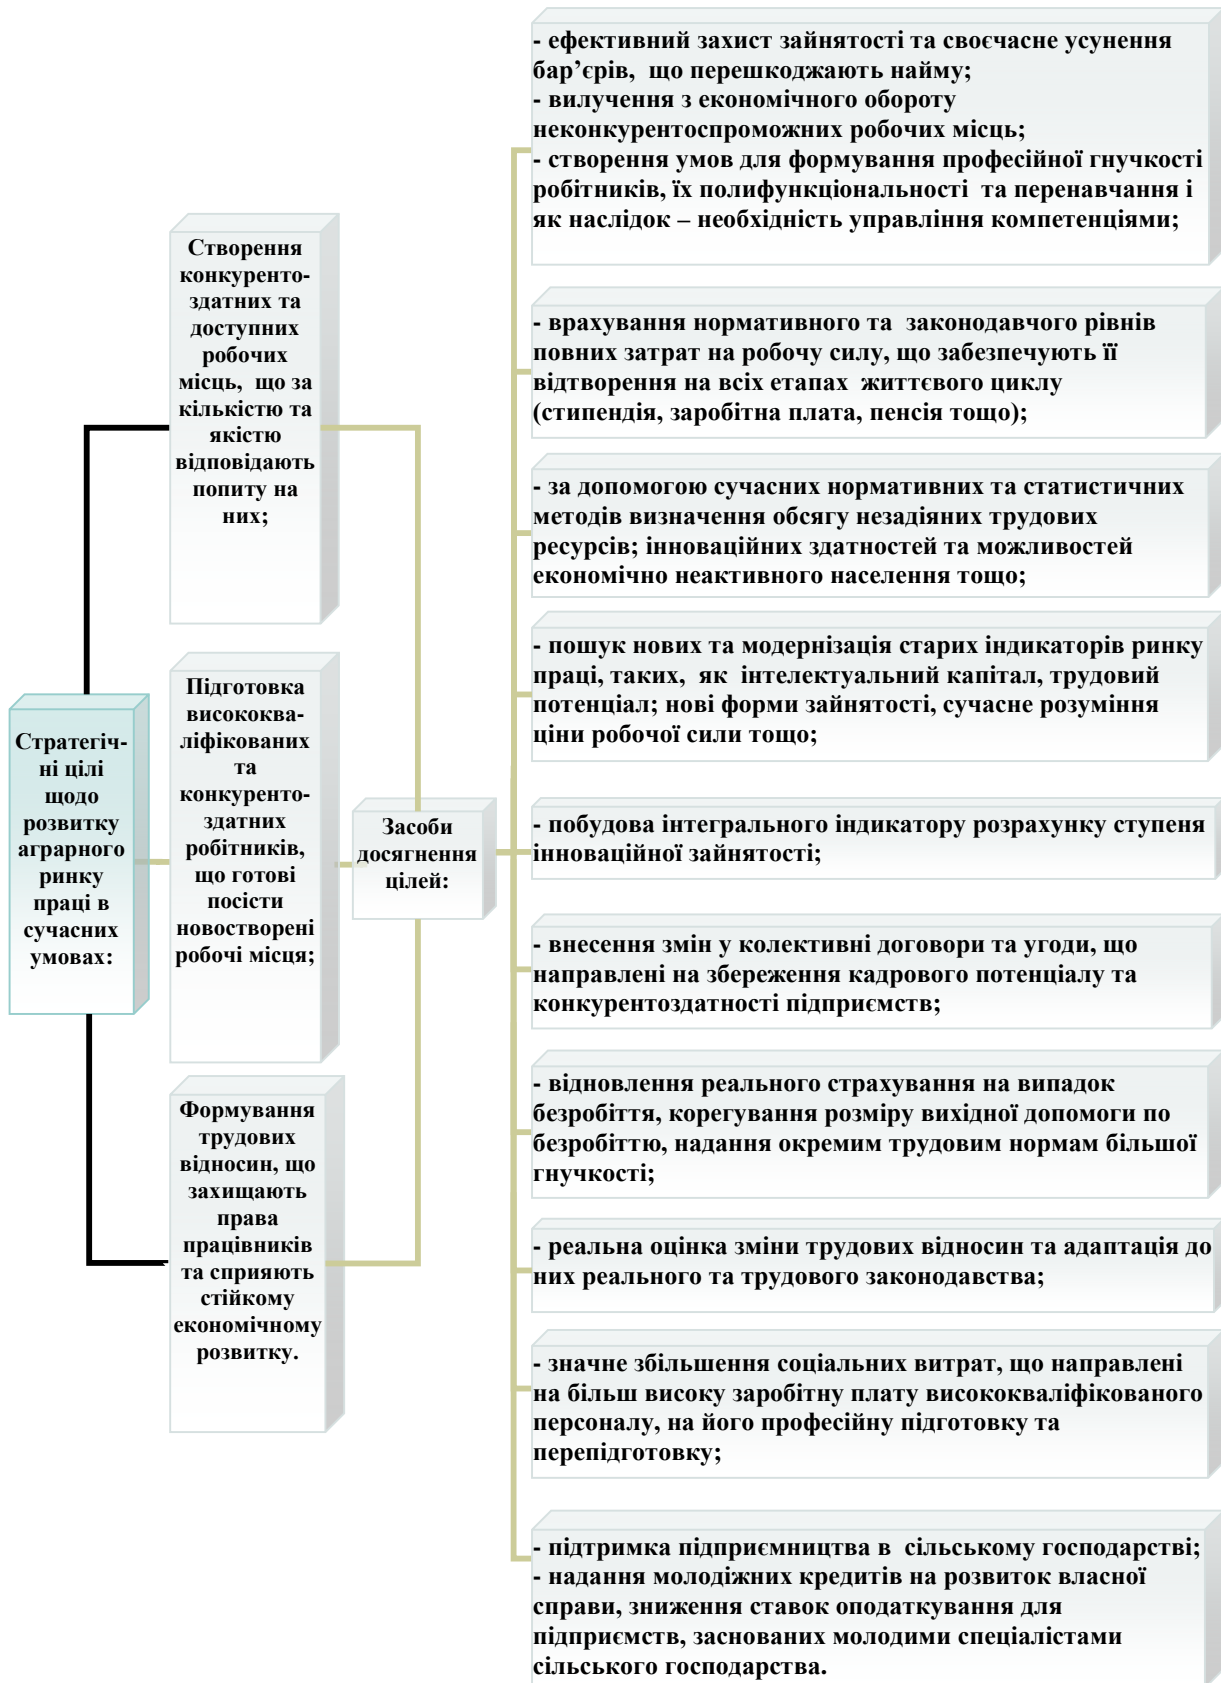 Стратегіч-
ні цілі
щодо
розвитку
аграрного
ринку
праці в
сучасних
умовах:
Створення
конкуренто-
здатних та
доступних
робочих
місць, що за
кількістю та
якістю
відповідають
попиту на
них;
Підготовка
висококва-
ліфікованих
та
конкуренто-
здатних
робітників,
що готові
посісти
новостворені
робочі місця;
Формування
трудових
відносин, що
захищають
права
працівників
та сприяють
стійкому
економічному
розвитку.
Засоби
досягнення
цілей:
- ефективний захист зайнятості та своєчасне усунення
бар’єрів, що перешкоджають найму;
- вилучення з економічного обороту
неконкурентоспроможних робочих місць;
- створення умов для формування професійної гнучкості
робітників, їх полифункціональності та перенавчання і
як наслідок – необхідність управління компетенціями;
- врахування нормативного та законодавчого рівнів
повних затрат на робочу силу, що забезпечують її
відтворення на всіх етапах життєвого циклу
(стипендія, заробітна плата, пенсія тощо);
- за допомогою сучасних нормативних та статистичних
методів визначення обсягу незадіяних трудових
ресурсів; інноваційних здатностей та можливостей
економічно неактивного населення тощо;
- пошук нових та модернізація старих індикаторів ринку
праці, таких, як інтелектуальний капітал, трудовий
потенціал; нові форми зайнятості, сучасне розуміння
ціни робочої сили тощо;
- побудова інтегрального індикатору розрахунку ступеня
інноваційної зайнятості;
- внесення змін у колективні договори та угоди, що
направлені на збереження кадрового потенціалу та
конкурентоздатності підприємств;
- відновлення реального страхування на випадок
безробіття, корегування розміру вихідної допомоги по
безробіттю, надання окремим трудовим нормам більшої
гнучкості;
- реальна оцінка зміни трудових відносин та адаптація до
них реального та трудового законодавства;
- значне збільшення соціальних витрат, що направлені
на більш високу заробітну плату висококваліфікованого
персоналу, на його професійну підготовку та
перепідготовку;
- підтримка підприємництва в сільському господарстві;
- надання молодіжних кредитів на розвиток власної
справи, зниження ставок оподаткування для
підприємств, заснованих молодими спеціалістами
сільського господарства.